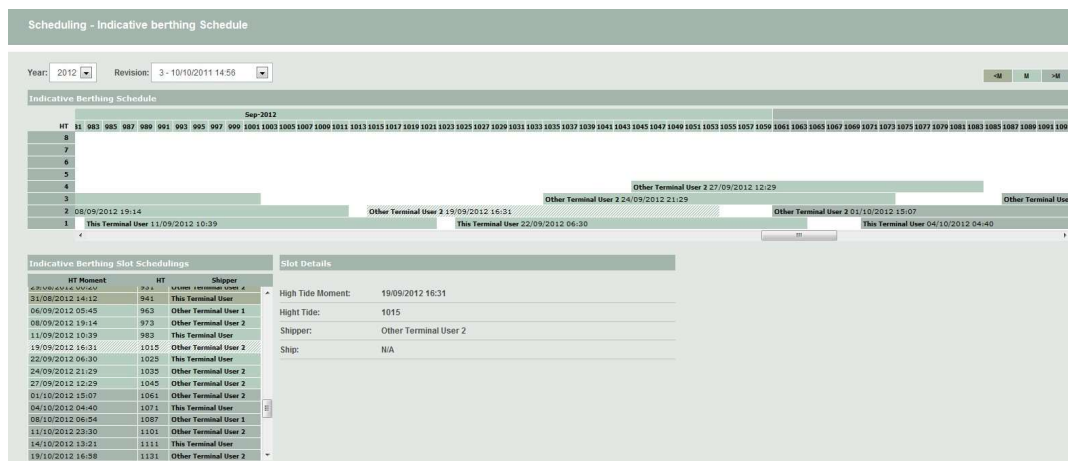 Scheduling - Indicative berthing Schedule
Year: 2012 Revision: 3 - 10/10/2011 14:56 <M M >M
Indicative Berthing Schedule
Sep-2012
HT 981 983 985 987 989 991 993 995 997 999 1001 1003 1005 1007 1009 1011 1013 1015 1017 1019 1021 1023 1025 1027 1029 1031 1033 1035 1037 1039 1041 1043 1045 1047 1049 1051 1053 1055 1057 1059 1061 1063 1065 1067 1069 1071 1073 1075 1077 1079 1081 1083 1085 1087 1089 1091 109
8
7
6
5
4 Other Terminal User 2 27/09/2012 12:29
3 Other Terminal User 2 24/09/2012 21:29 Other Terminal Use
2 08/09/2012 19:14 Other Terminal User 2 19/09/2012 16:31 Other Terminal User 2 01/10/2012 15:07
1 This Terminal User 11/09/2012 10:39 This Terminal User 22/09/2012 06:30 This Terminal User 04/10/2012 04:40
Indicative Berthing Slot Schedulings
HT Moment HT Shipper
29/08/2012 00:20 931 Other Terminal User 2
31/08/2012 14:12 941 This Terminal User
06/09/2012 05:45 963 Other Terminal User 1
08/09/2012 19:14 973 Other Terminal User 2
11/09/2012 10:39 983 This Terminal User
19/09/2012 16:31 1015 Other Terminal User 2
22/09/2012 06:30 1025 This Terminal User
24/09/2012 21:29 1035 Other Terminal User 2
27/09/2012 12:29 1045 Other Terminal User 2
01/10/2012 15:07 1061 Other Terminal User 2
04/10/2012 04:40 1071 This Terminal User
08/10/2012 06:54 1087 Other Terminal User 1
11/10/2012 23:30 1101 Other Terminal User 2
14/10/2012 13:21 1111 This Terminal User
19/10/2012 16:58 1131 Other Terminal User 2
Slot Details
High Tide Moment: 19/09/2012 16:31
Hight Tide: 1015
Shipper: Other Terminal User 2
Ship: N/A